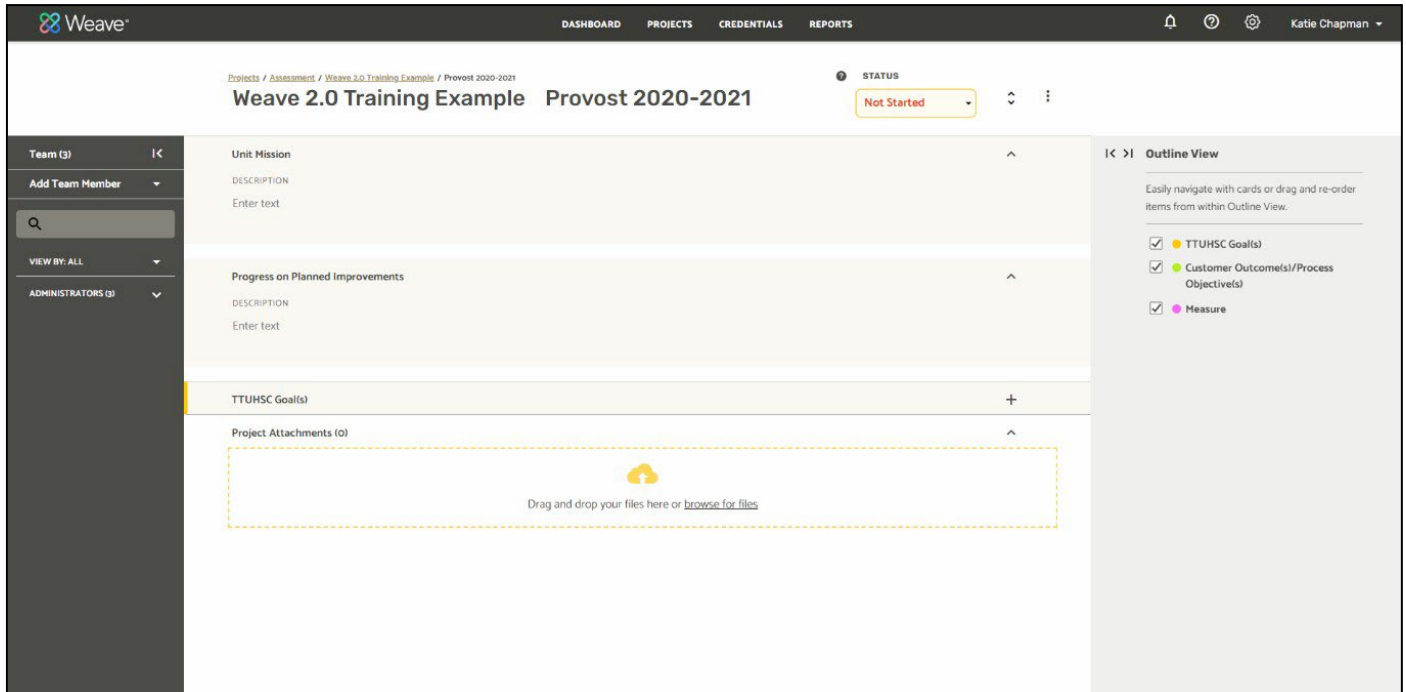 Weave
DASHBOARD PROJECTS CREDENTIALS REPORTS
Katie Chapman
Projects / Assessment / Weave 2.0 Training Example / Provost 2020-2021
Weave 2.0 Training Example Provost 2020-2021
STATUS
Not Started
Team (3)
Add Team Member
VIEW BY: ALL
ADMINISTRATORS (3)
Unit Mission
DESCRIPTION
Enter text
Progress on Planned Improvements
DESCRIPTION
Enter text
TTUHSC Goal(s)
Project Attachments (0)
Drag and drop your files here or browse for files
Outline View
Easily navigate with cards or drag and re-order
items from within Outline View.
TTUHSC Goal(s)
Customer Outcome(s)/Process
Objective(s)
Measure